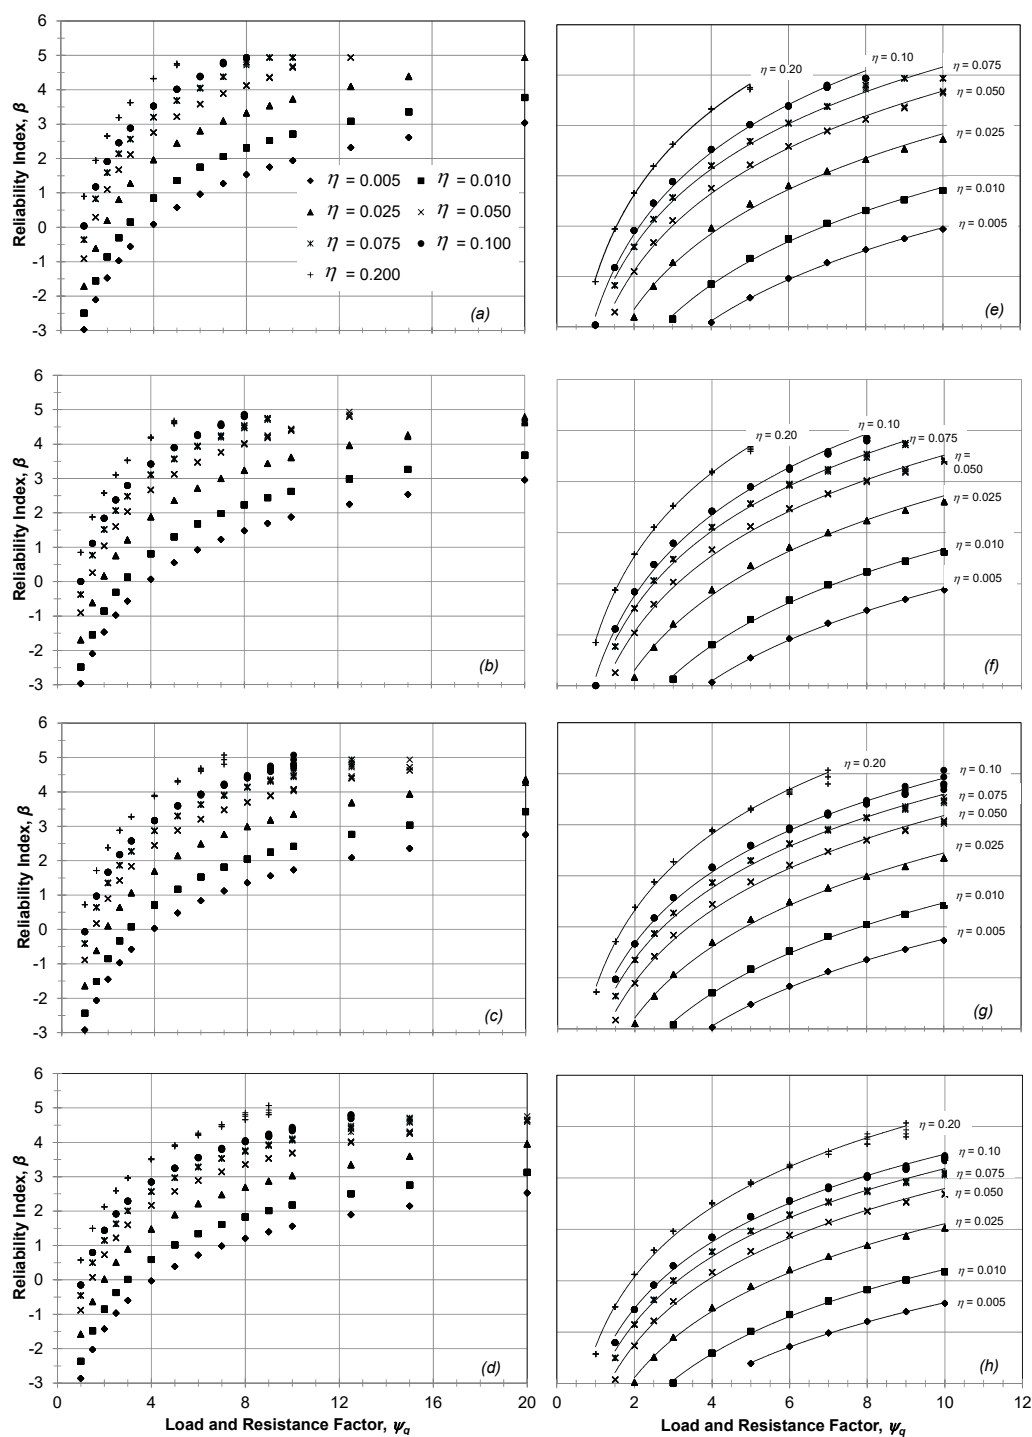 6
5
4
3
2
1
0
-1
-2
-3
Reliability Index, β
η = 0.005
η = 0.010
η = 0.025
η = 0.050
η = 0.075
η = 0.100
η = 0.200
(a)
η = 0.20
η = 0.10
η = 0.075
η = 0.050
η = 0.025
η = 0.010
η = 0.005
(e)
6
5
4
3
2
1
0
-1
-2
-3
Reliability Index, β
(b)
η = 0.20
η = 0.10
η = 0.075
η =
0.050
η = 0.025
η = 0.010
η = 0.005
(f)
6
5
4
3
2
1
0
-1
-2
-3
Reliability Index, β
(c)
η = 0.20
η = 0.10
η = 0.075
η = 0.050
η = 0.025
η = 0.010
η = 0.005
(g)
6
5
4
3
2
1
0
-1
-2
-3
Reliability Index, β
(d)
0 4 8 12 16 20
Load and Resistance Factor, ψq
η = 0.20
η = 0.10
η = 0.075
η = 0.050
η = 0.025
η = 0.010
η = 0.005
(h)
0 2 4 6 8 10 12
Load and Resistance Factor, ψq